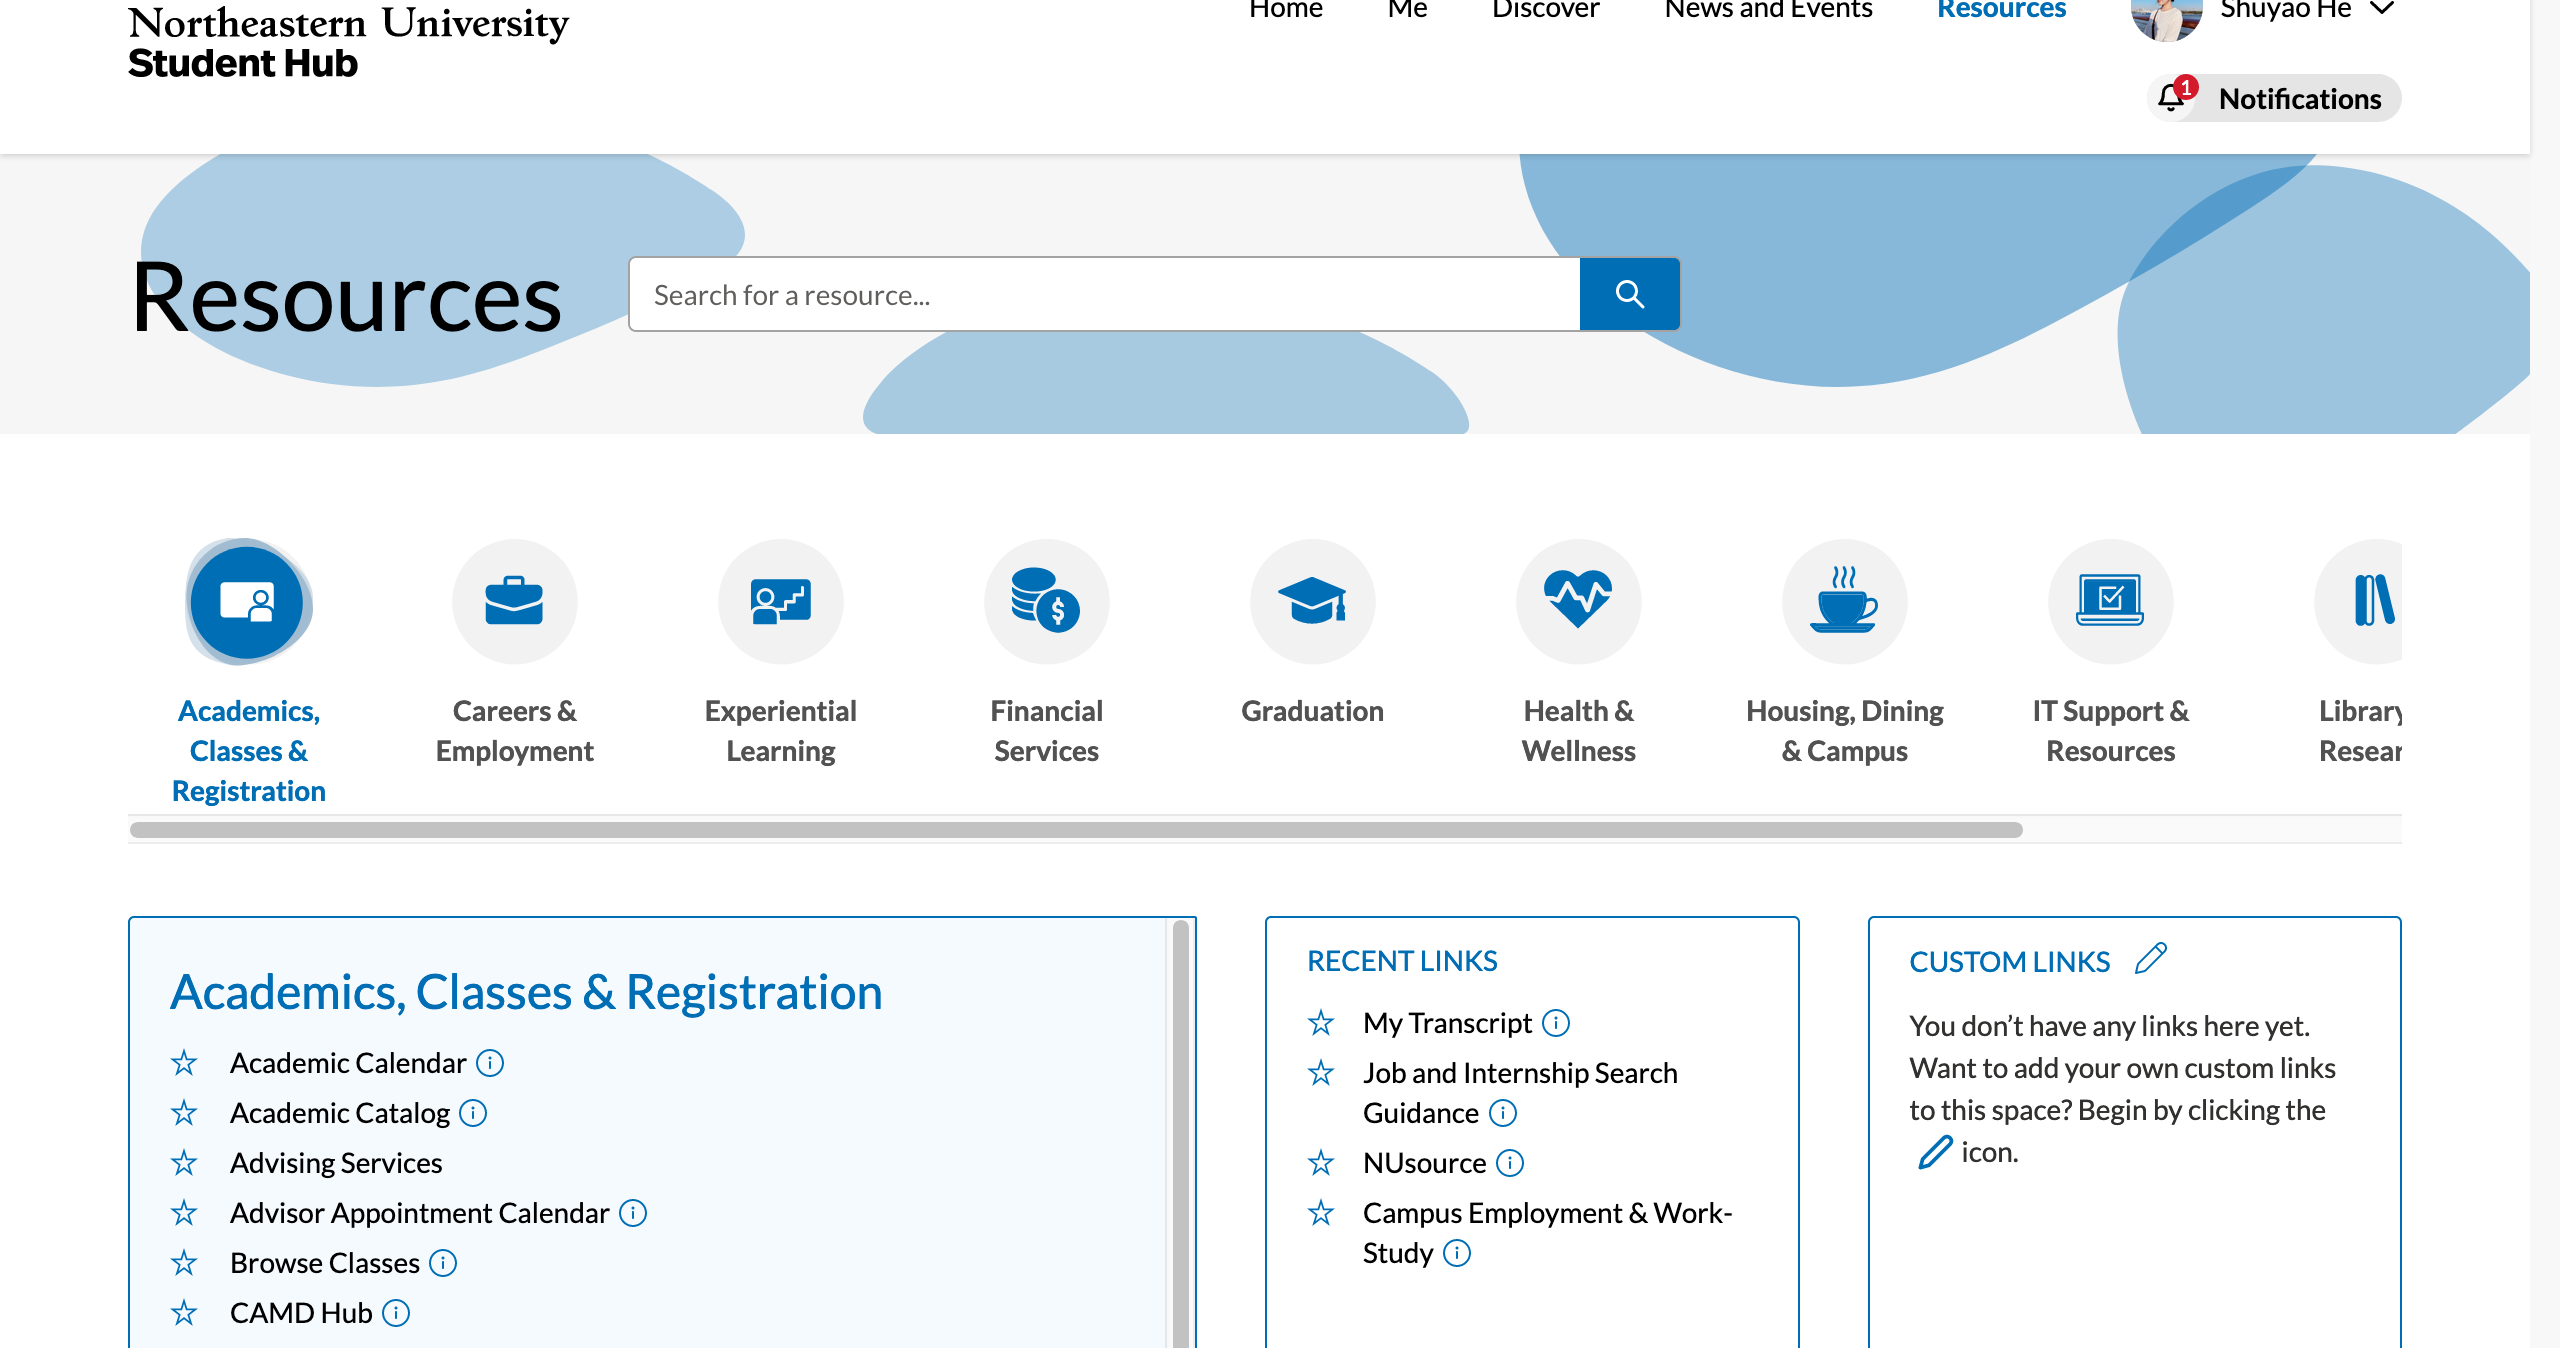 Northeastern University
Student Hub
Home Me Discover News and Events Resources Shuyao He
1
Notifications
Resources
Search for a resource...
Academics,
Classes &
Registration
Careers &
Employment
Experiential
Learning
Financial
Services
Graduation
Health &
Wellness
Housing, Dining
& Campus
IT Support &
Resources
Library
Resear
Academics, Classes & Registration
Academic Calendar
Academic Catalog
Advising Services
Advisor Appointment Calendar
Browse Classes
CAMD Hub
RECENT LINKS
My Transcript
Job and Internship Search
Guidance
NUsource
Campus Employment & Work-
Study
CUSTOM LINKS
You don’t have any links here yet.
Want to add your own custom links
to this space? Begin by clicking the
icon.